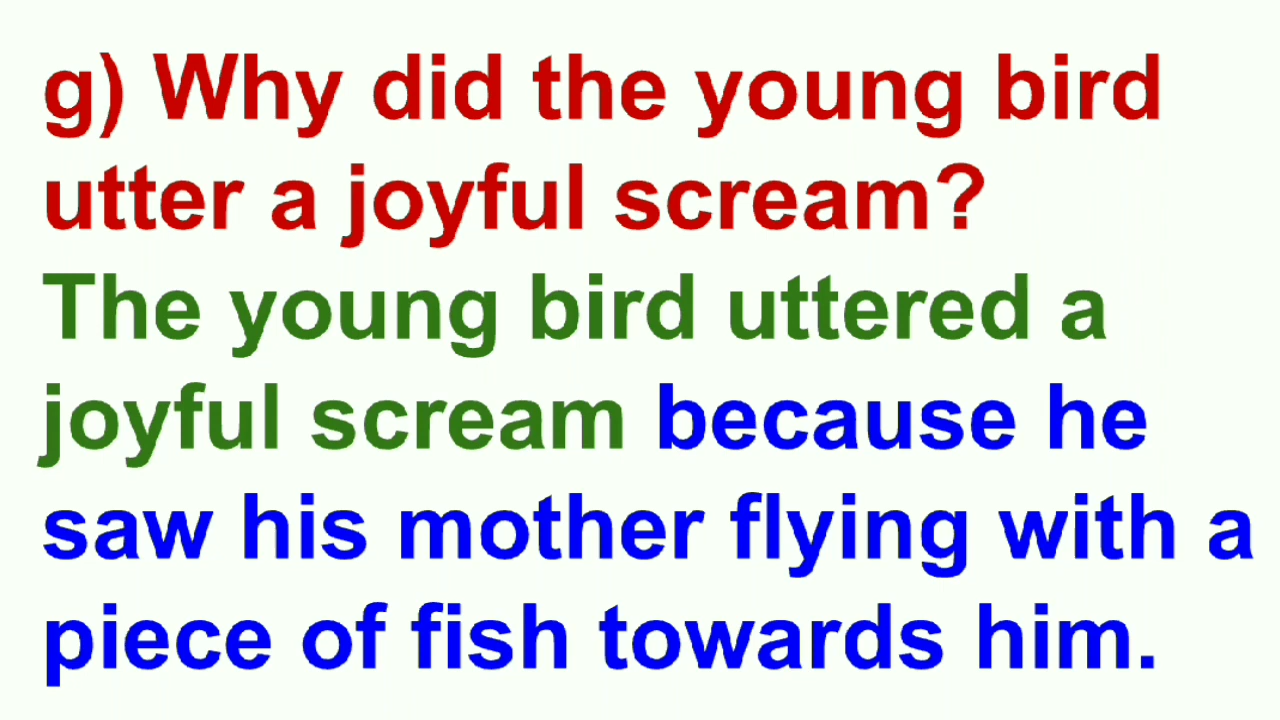 g) Why did the young bird
utter a joyful scream?
The young bird uttered a
joyful scream because he
saw his mother flying with a
piece of fish towards him.